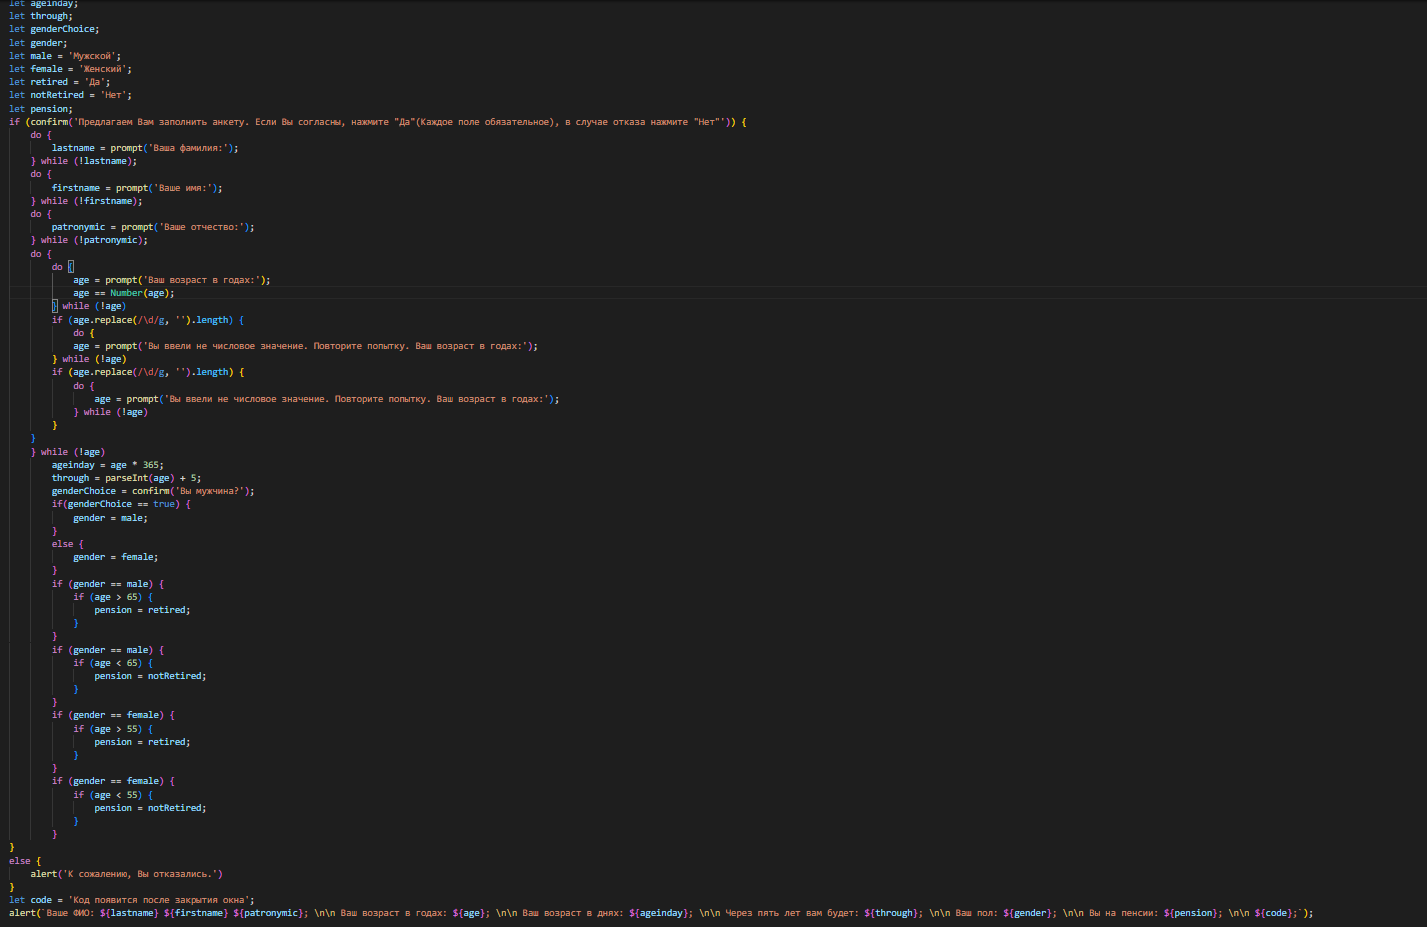 let ageinday;
let through;
let genderChoice;
let gender;
let male = 'Мужской';
let female = 'Женский';
let retired = 'Да';
let notRetired = 'Нет';
let pension;
if (confirm('Предлагаем Вам заполнить анкету. Если Вы согласны, нажмите "Да"(Каждое поле обязательное), в случае отказа нажмите "Нет"')) {
    do {
        lastname = prompt('Ваша фамилия:');
    } while (!lastname);
    do {
        firstname = prompt('Ваше имя:');
    } while (!firstname);
    do {
        patronymic = prompt('Ваше отчество:');
    } while (!patronymic);
    do {
        do {
            age = prompt('Ваш возраст в годах:');
            age == Number(age);
        } while (!age)
        if (age.replace(/\d/g, '').length) {
            do {
            age = prompt('Вы ввели не числовое значение. Повторите попытку. Ваш возраст в годах:');
        } while (!age)
        if (age.replace(/\d/g, '').length) {
            do {
                age = prompt('Вы ввели не числовое значение. Повторите попытку. Ваш возраст в годах:');
            } while (!age)
        }
    }
    } while (!age)
        ageinday = age * 365;
        through = parseInt(age) + 5;
        genderChoice = confirm('Вы мужчина?');
        if(genderChoice == true) {
            gender = male;
        }
        else {
            gender = female;
        }
        if (gender == male) {
            if (age > 65) {
                pension = retired;
            }
        }
        if (gender == male) {
            if (age < 65) {
                pension = notRetired;
            }
        }
        if (gender == female) {
            if (age > 55) {
                pension = retired;
            }
        }
        if (gender == female) {
            if (age < 55) {
                pension = notRetired;
            }
        }
}
else {
    alert('К сожалению, Вы отказались.')
}
let code = 'Код появится после закрытия окна';
alert(`Ваше ФИО: ${lastname} ${firstname} ${patronymic}; \n\n Ваш возраст в годах: ${age}; \n\n Ваш возраст в днях: ${ageinday}; \n\n Через пять лет вам будет: ${through}; \n\n Ваш пол: ${gender}; \n\n Вы на пенсии: ${pension}; \n\n ${code};`);